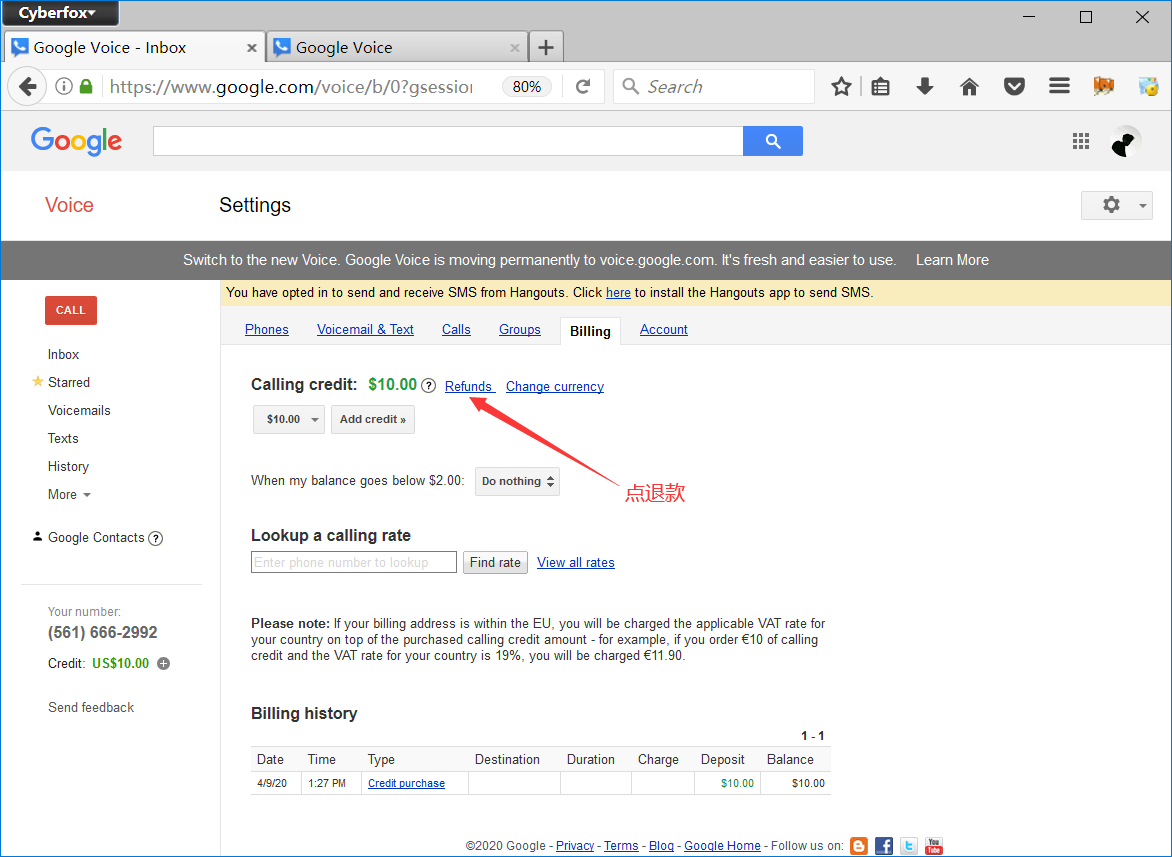 Cyberfox
Google Voice - Inbox
Google Voice
https://www.google.com/voice/b/0?gsession
80%
Search
Google
Voice
Settings
Switch to the new Voice. Google Voice is moving permanently to voice.google.com. It's fresh and easier to use. Learn More
You have opted in to send and receive SMS from Hangouts. Click here to install the Hangouts app to send SMS.
CALL
Inbox
Starred
Voicemails
Texts
History
More
Google Contacts ?
Your number:
(561) 666-2992
Credit: US$10.00
Send feedback
Phones Voicemail & Text Calls Groups Billing Account
Calling credit: $10.00 ? Refunds Change currency
$10.00 Add credit »
When my balance goes below $2.00: Do nothing
点退款
Lookup a calling rate
Enter phone number to lookup Find rate View all rates
Please note: If your billing address is within the EU, you will be charged the applicable VAT rate for
your country on top of the purchased calling credit amount - for example, if you order €10 of calling
credit and the VAT rate for your country is 19%, you will be charged €11.90.
Billing history
1 - 1
Date Time Type Destination Duration Charge Deposit Balance
4/9/20 1:27 PM Credit purchase $10.00 $10.00
©2020 Google - Privacy - Terms - Blog - Google Home - Follow us on:
You Tube